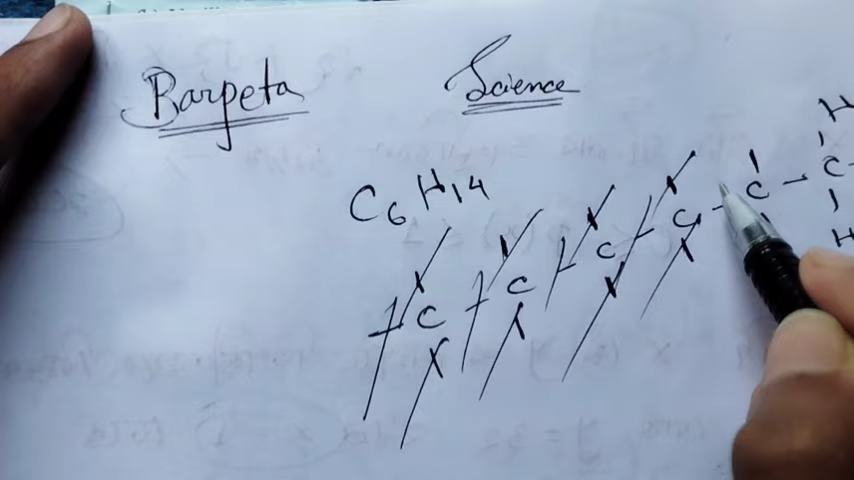 Barpeta Science
C6H14
H
C - C - C - C - C - C
H